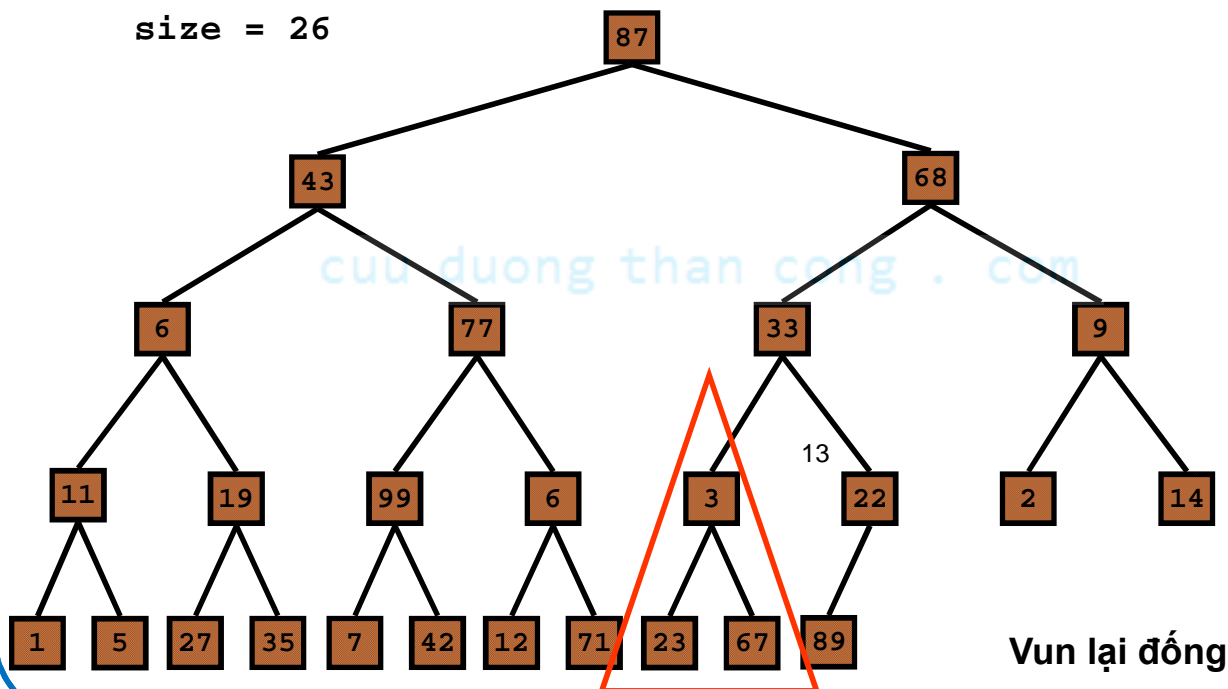 size = 26
87
43 68
cuu duong than cong . com
6 77 33 9
13
11 19 99 6 3 22 2 14
1 5 27 35 7 42 12 71 23 67 89
Vun lại đống